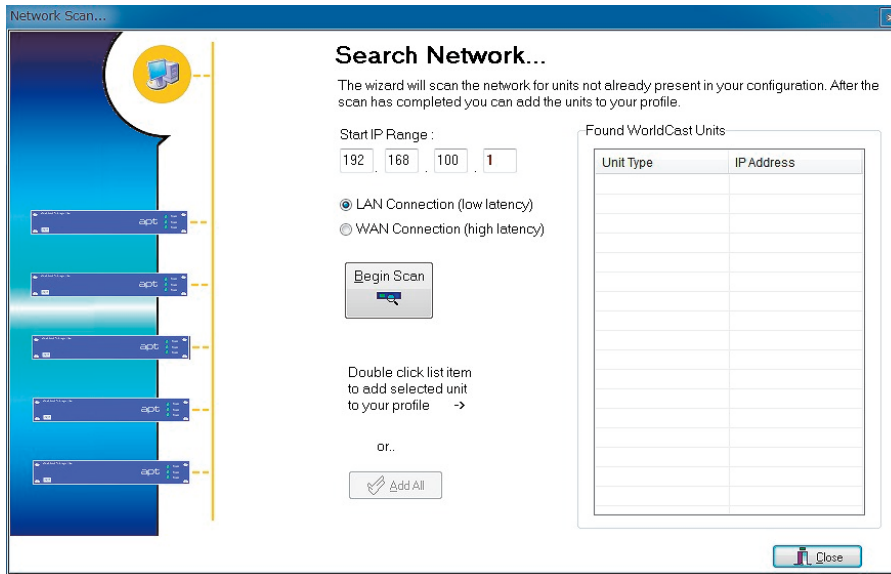 Network Scan...
Search Network...
The wizard will scan the network for units not already present in your configuration. After the
scan has completed you can add the units to your profile.
Start IP Range :
192 . 168 . 100 . 1
LAN Connection (low latency)
WAN Connection (high latency)
Begin Scan
Double click list item
to add selected unit
to your profile ->
or..
Add All
Found WorldCast Units
Unit Type IP Address
Close
apt
apt
apt
apt
apt